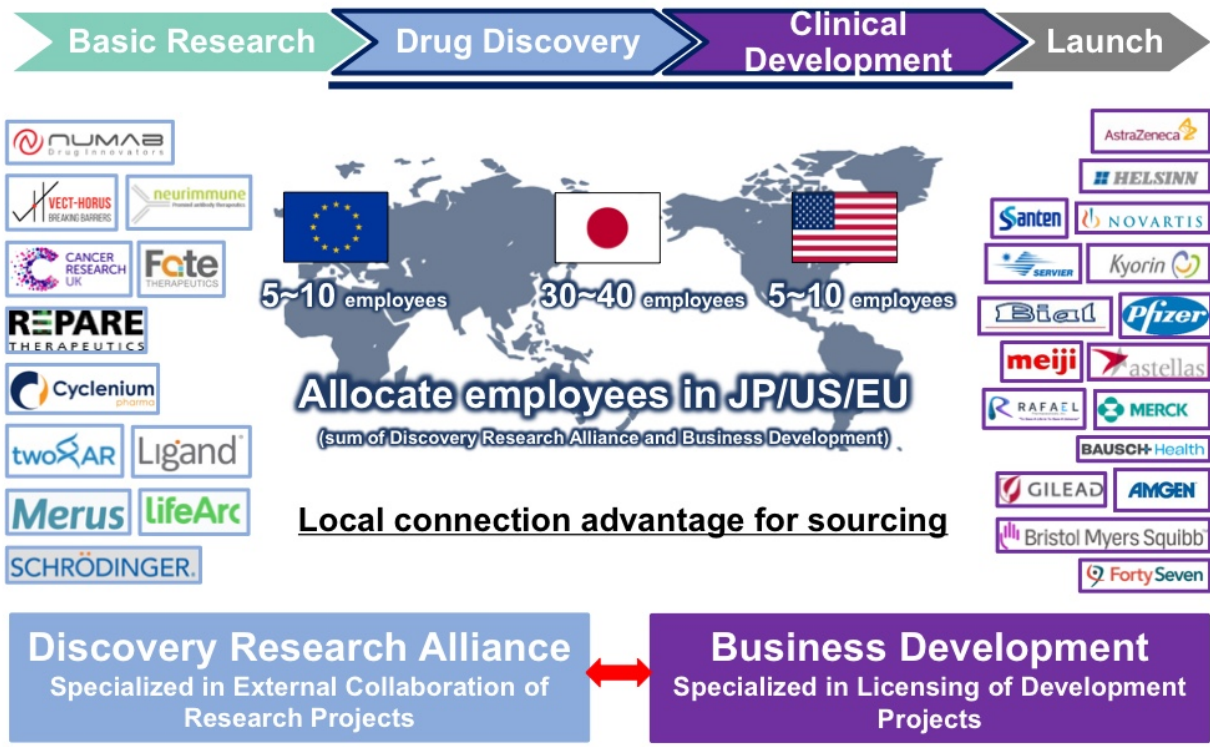 Basic Research
Drug Discovery
Clinical
Development
Launch
NUMAB
Drug Innovators
VECT-HORUS
BREAKING BARRIERS
neurimmune
CANCER
RESEARCH
UK
Fate
THERAPEUTICS
REPARE
THERAPEUTICS
Cyclenium
pharma
twoXAR
Ligand
Merus
LifeArc
SCHRÖDINGER.
5~10 employees
30~40 employees
5~10 employees
Allocate employees in JP/US/EU
(sum of Discovery Research Alliance and Business Development)
Local connection advantage for sourcing
AstraZeneca
HELSINN
Santen
NOVARTIS
SERVIER
Kyorin
Bial
Pfizer
meiji
astellas
RAFAEL
MERCK
BAUSCH+Health
GILEAD
AMGEN
Bristol Myers Squibb
Forty Seven
Discovery Research Alliance
Specialized in External Collaboration of
Research Projects
Business Development
Specialized in Licensing of Development
Projects